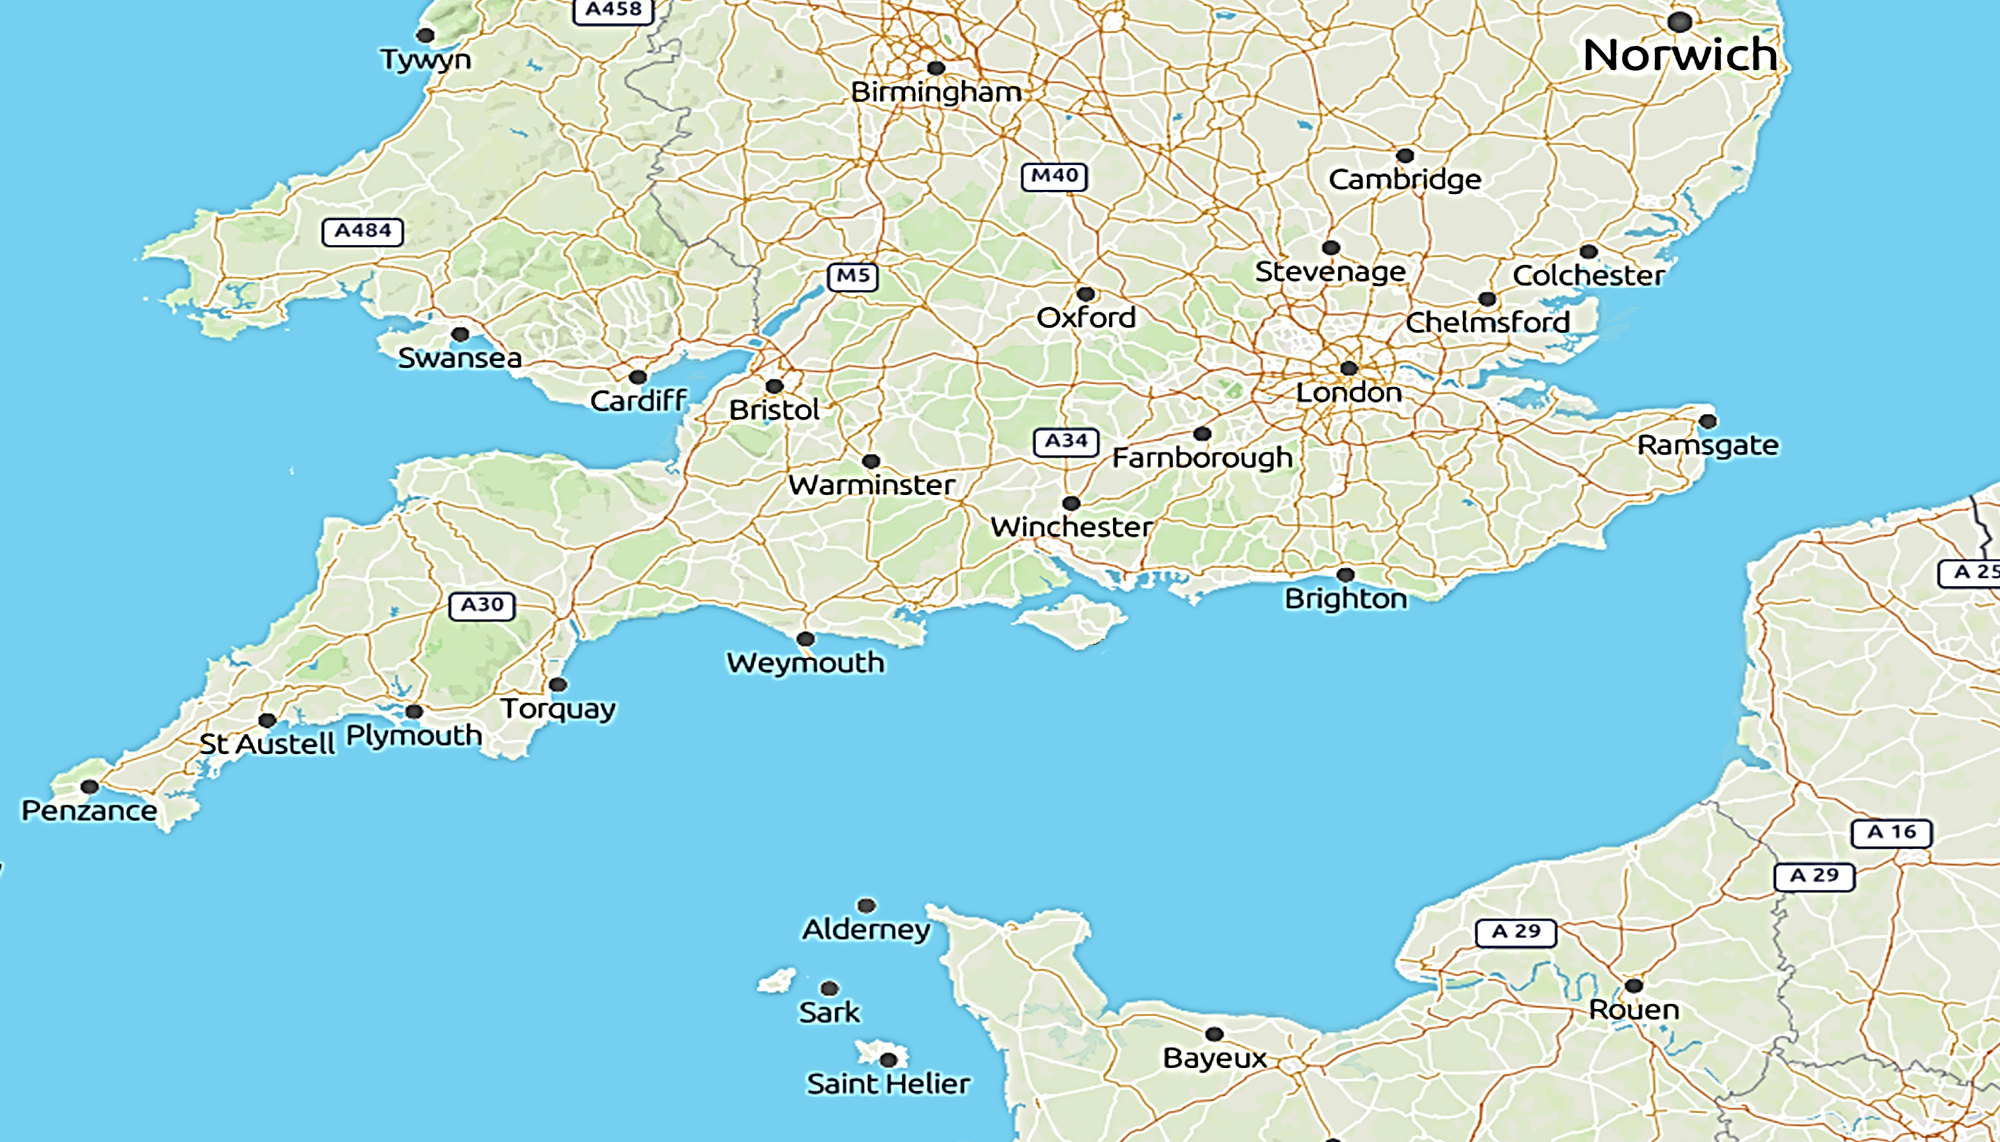 A458
Tywyn
Norwich
Birmingham
M40
Cambridge
A484
Stevenage
Colchester
M5
Oxford
Chelmsford
Swansea
London
Cardiff
Bristol
A34
Ramsgate
Farnborough
Warminster
Winchester
A 25
A30
Brighton
Weymouth
Torquay
St Austell
Plymouth
Penzance
A 16
A 29
Alderney
A 29
Sark
Rouen
Bayeux
Saint Helier